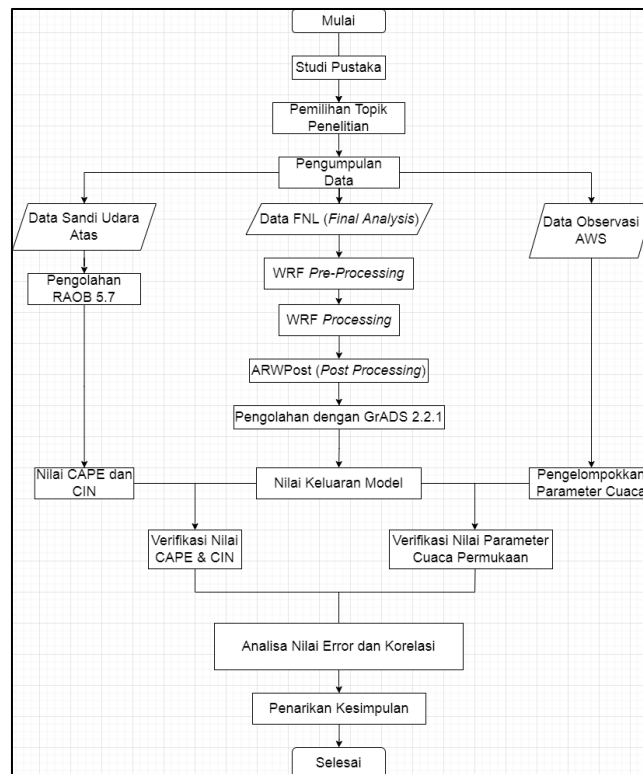 Mulai
Studi Pustaka
Pemilihan Topik
Penelitian
Pengumpulan
Data
Data Sandi Udara
Atas
Data FNL (Final Analysis)
Data Observasi
AWS
Pengolahan
RAOB 5.7
WRF Pre-Processing
WRF Processing
ARWPost (Post Processing)
Pengolahan dengan GrADS 2.2.1
Nilai CAPE dan
CIN
Nilai Keluaran Model
Pengelompokkan
Parameter Cuaca
Verifikasi Nilai
CAPE & CIN
Verifikasi Nilai Parameter
Cuaca Permukaan
Analisa Nilai Error dan Korelasi
Penarikan Kesimpulan
Selesai